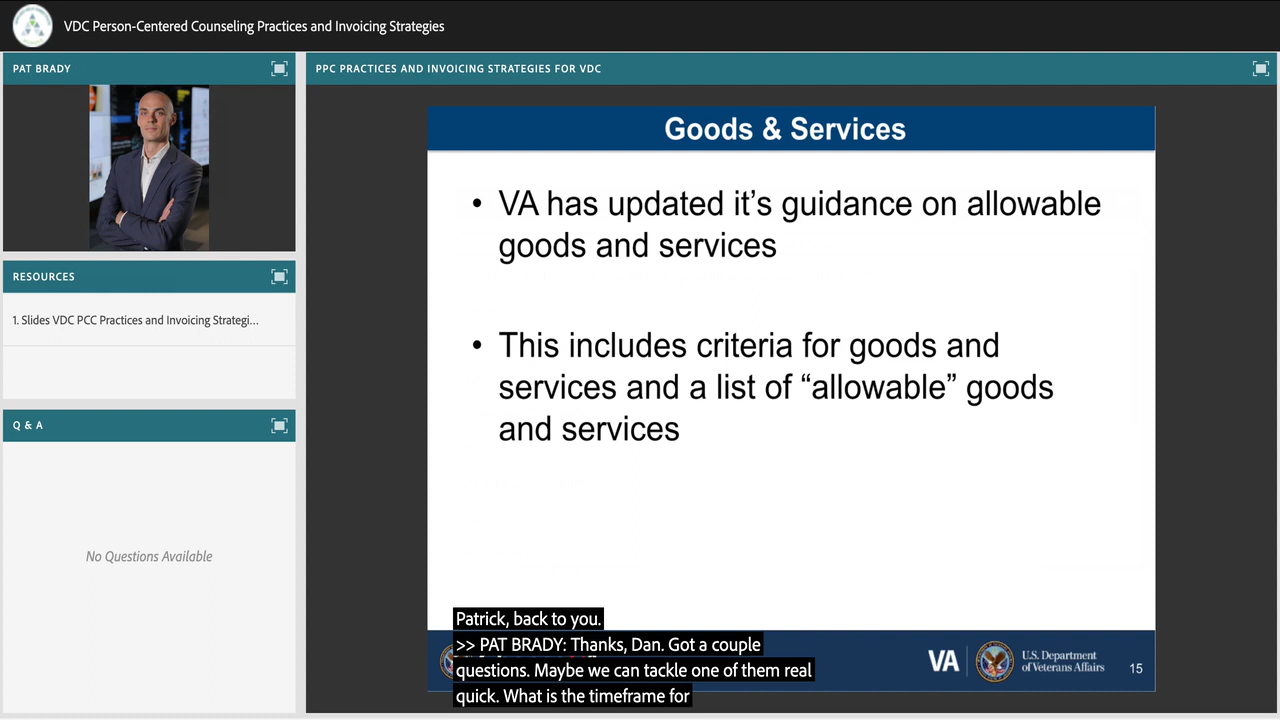 VDC Person-Centered Counseling Practices and Invoicing Strategies
PAT BRADY
RESOURCES
1. Slides VDC PCC Practices and Invoicing Strategi...
Q & A
No Questions Available
PPC PRACTICES AND INVOICING STRATEGIES FOR VDC
Goods & Services
• VA has updated it's guidance on allowable
goods and services
• This includes criteria for goods and
services and a list of “allowable” goods
and services
Patrick, back to you.
>> PAT BRADY: Thanks, Dan. Got a couple
questions. Maybe we can tackle one of them real
quick. What is the timeframe for
VA
U.S. Department
of Veterans Affairs
15